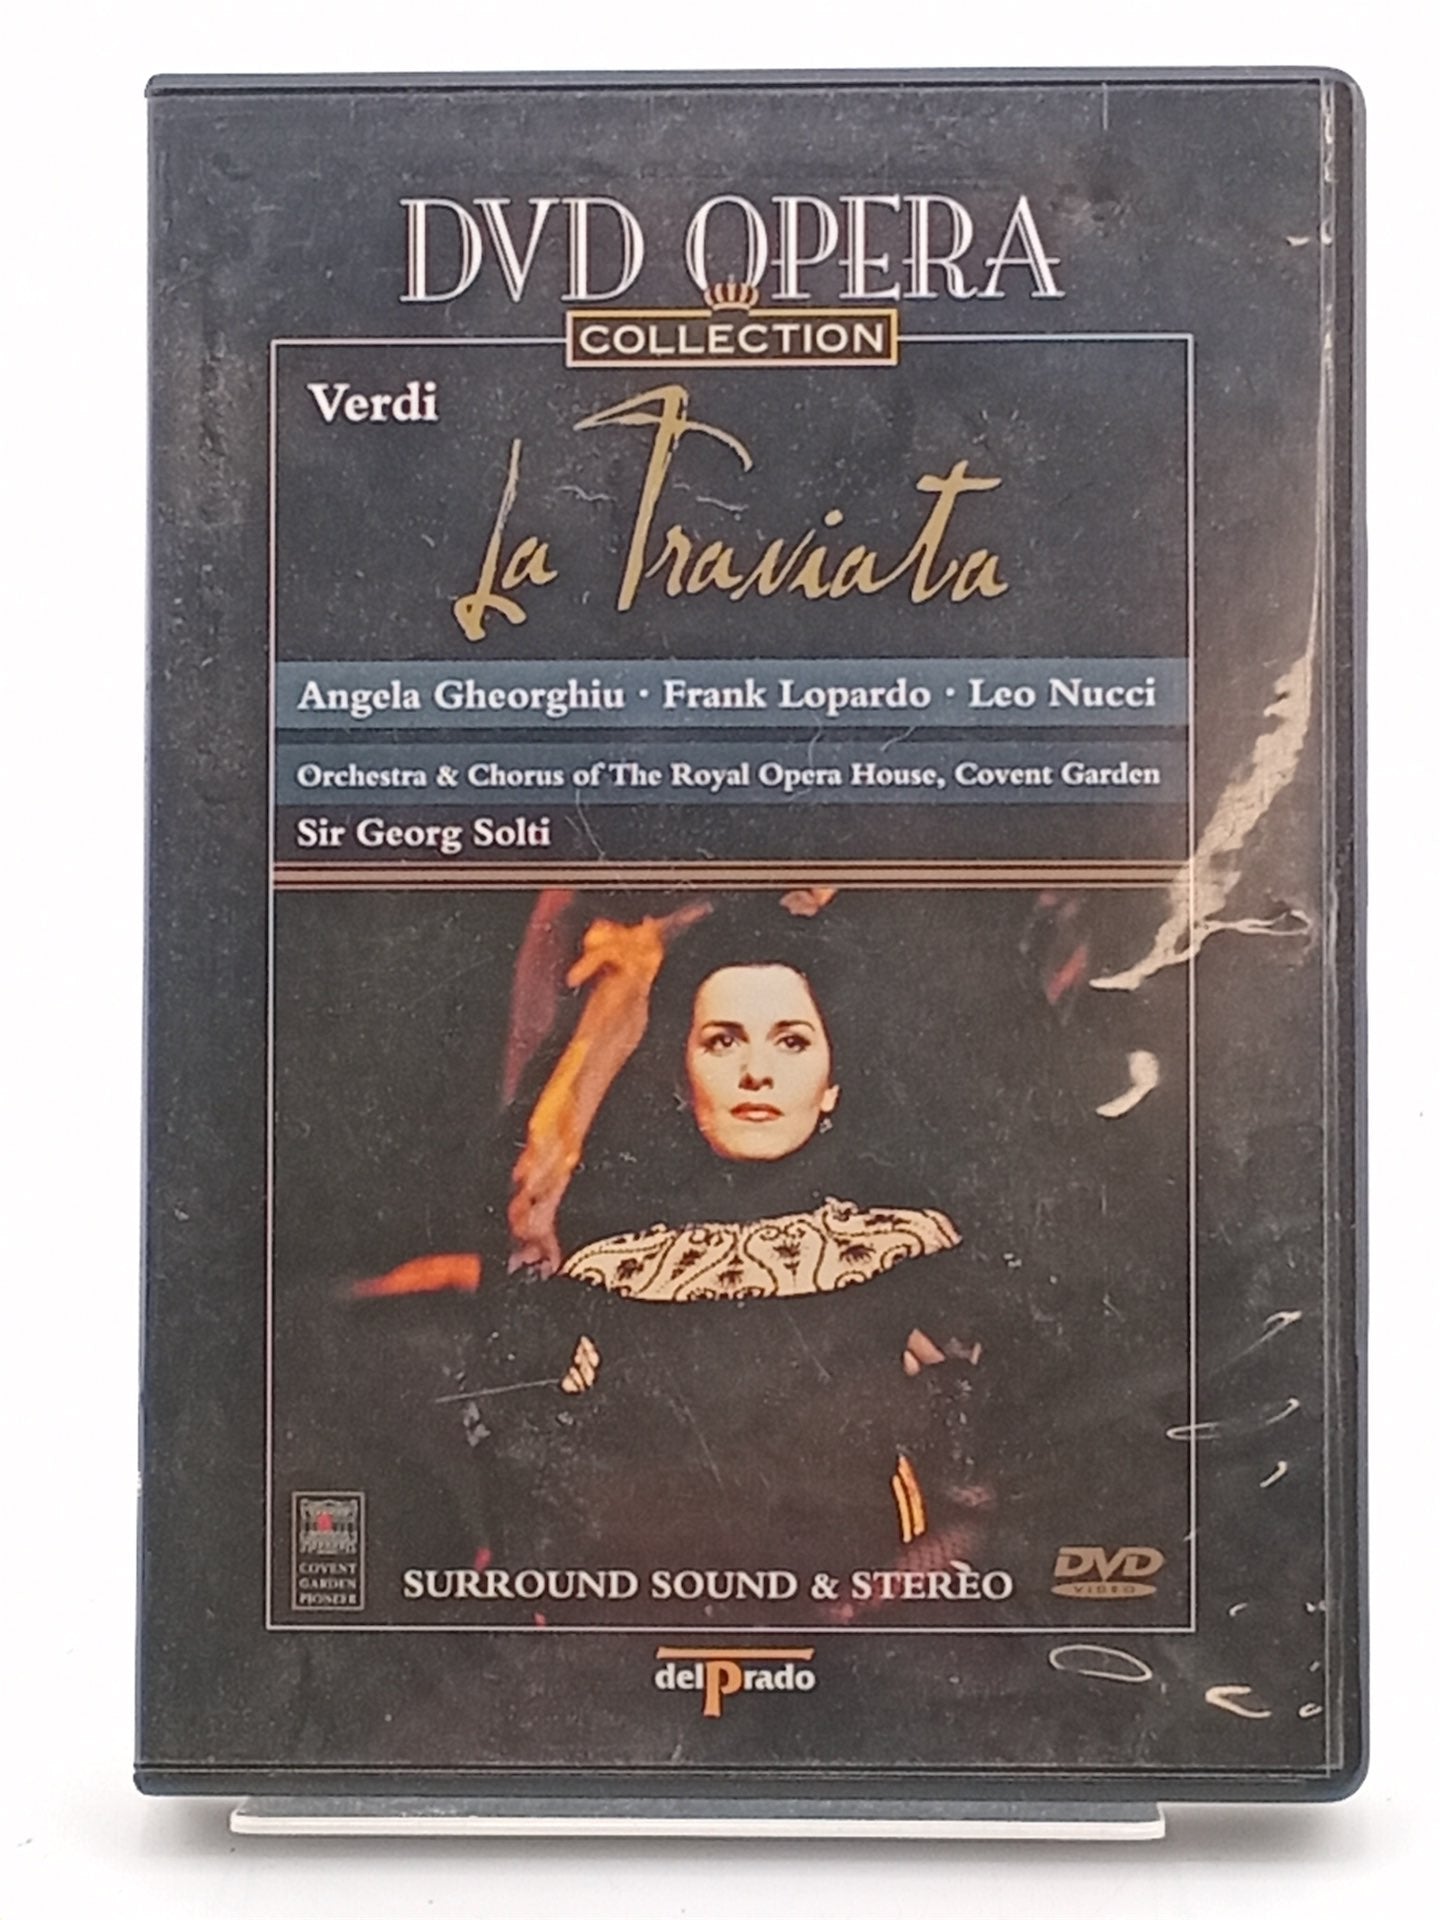 DVD OPERA
COLLECTION
Verdi
La Traviata
Angela Gheorghiu · Frank Lopardo · Leo Nucci
Orchestra & Chorus of The Royal Opera House, Covent Garden
Sir Georg Solti
COVENT
GARDEN
PIONEER
SURROUND SOUND & STERÈO
DVD
VIDEO
delPrado